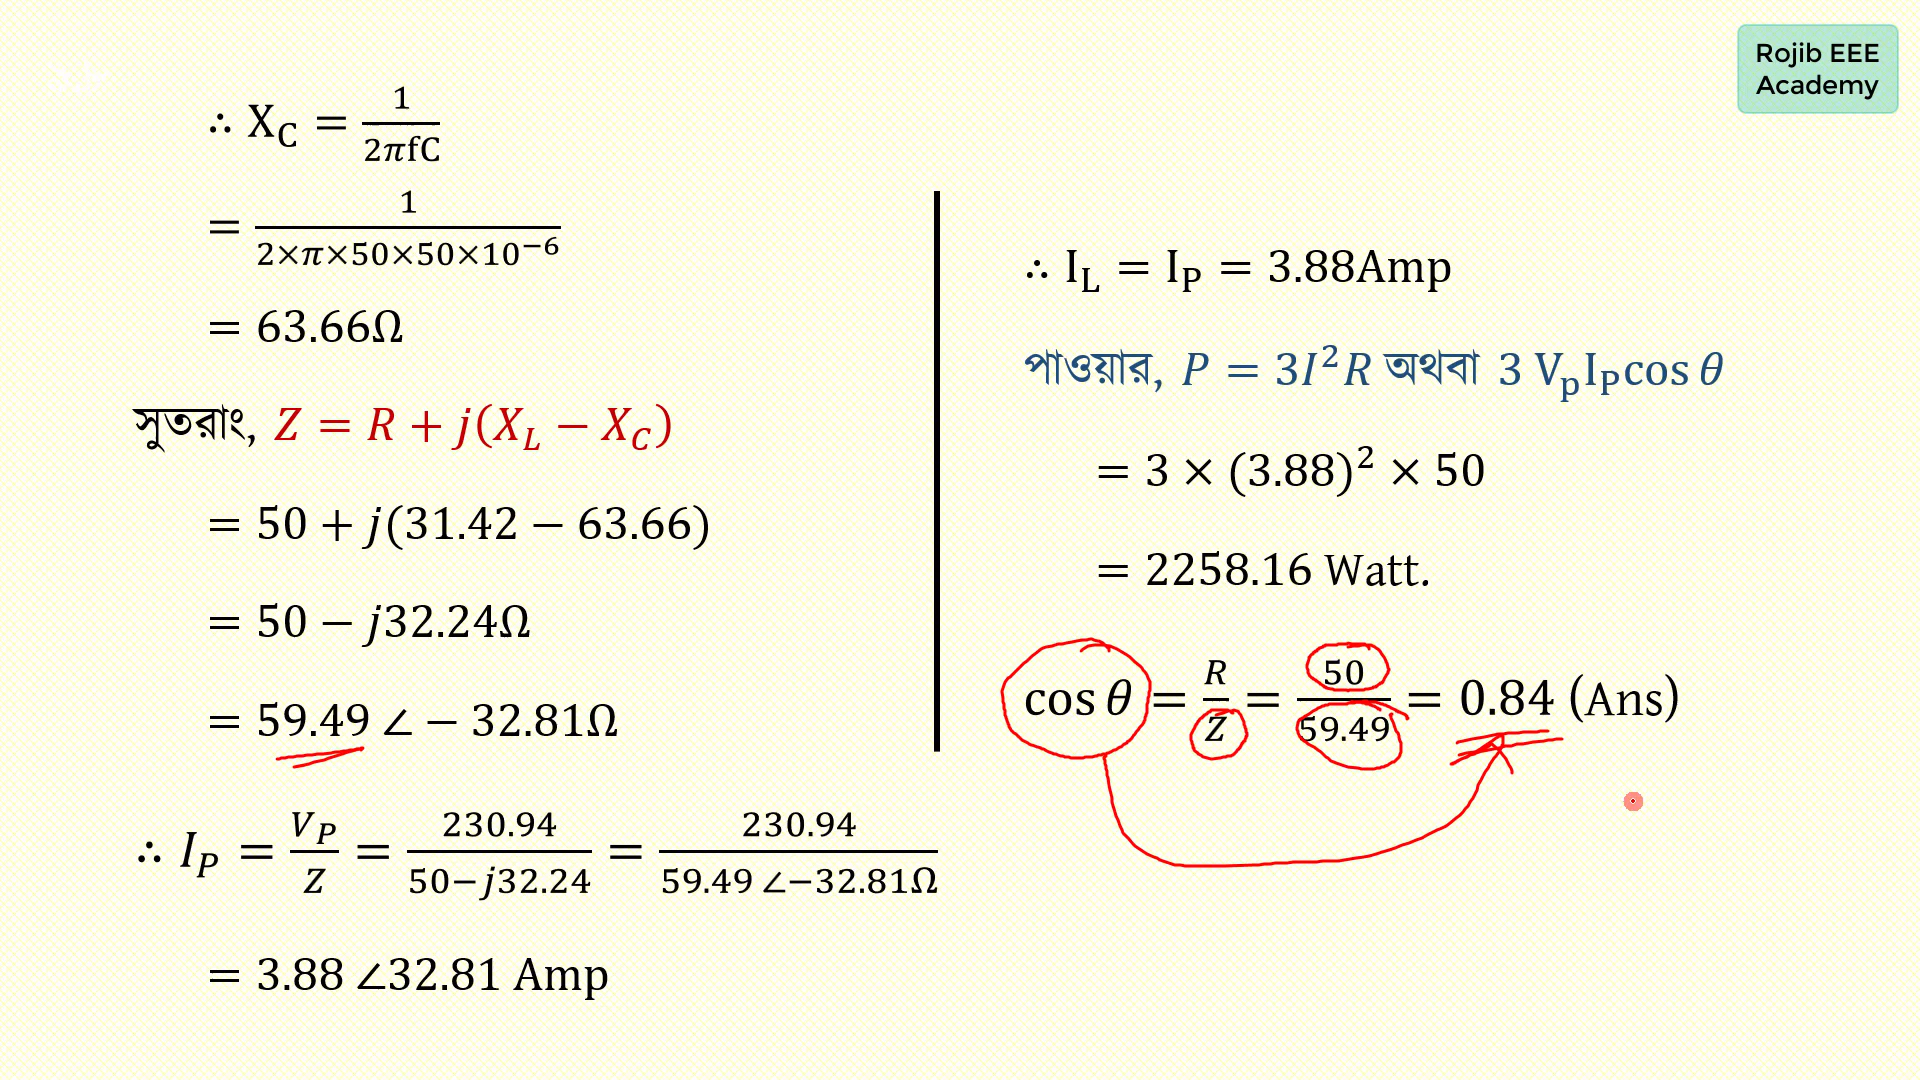 Rojib EEE
Academy
∴ X_C = 1/(2πfC)
= 1/(2×π×50×50×10⁻⁶)
= 63.66Ω
সুতরাং, Z = R + j(X_L − X_C)
= 50 + j(31.42 − 63.66)
= 50 − j32.24Ω
= 59.49 ∠ − 32.81Ω
∴ I_P = V_P/Z = 230.94/(50−j32.24) = 230.94/(59.49 ∠−32.81Ω)
= 3.88 ∠32.81 Amp
∴ I_L = I_P = 3.88Amp
পাওয়ার, P = 3I²R অথবা 3 V_p I_P cos θ
= 3 × (3.88)² × 50
= 2258.16 Watt.
cos θ = R/Z = 50/59.49 = 0.84 (Ans)